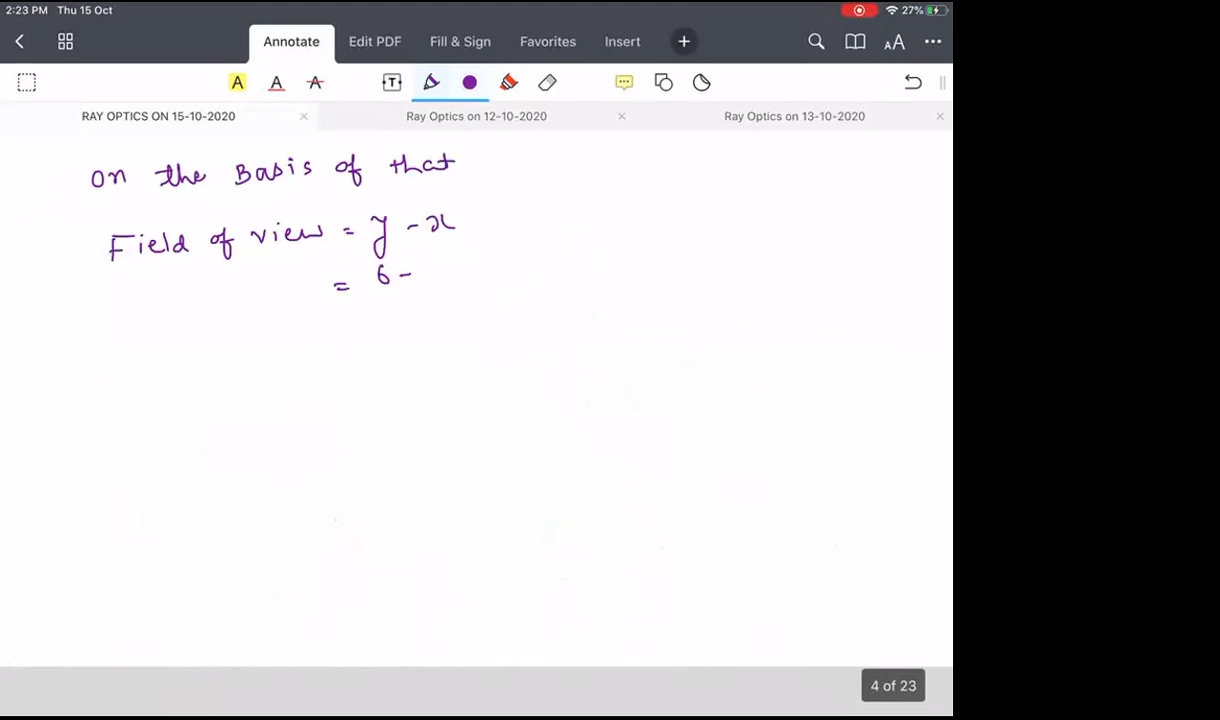 2:23 PM Thu 15 Oct 27%
Annotate Edit PDF Fill & Sign Favorites Insert
RAY OPTICS ON 15-10-2020 Ray Optics on 12-10-2020 Ray Optics on 13-10-2020
on the Basis of that
Field of view = y - x
= 6 -
4 of 23